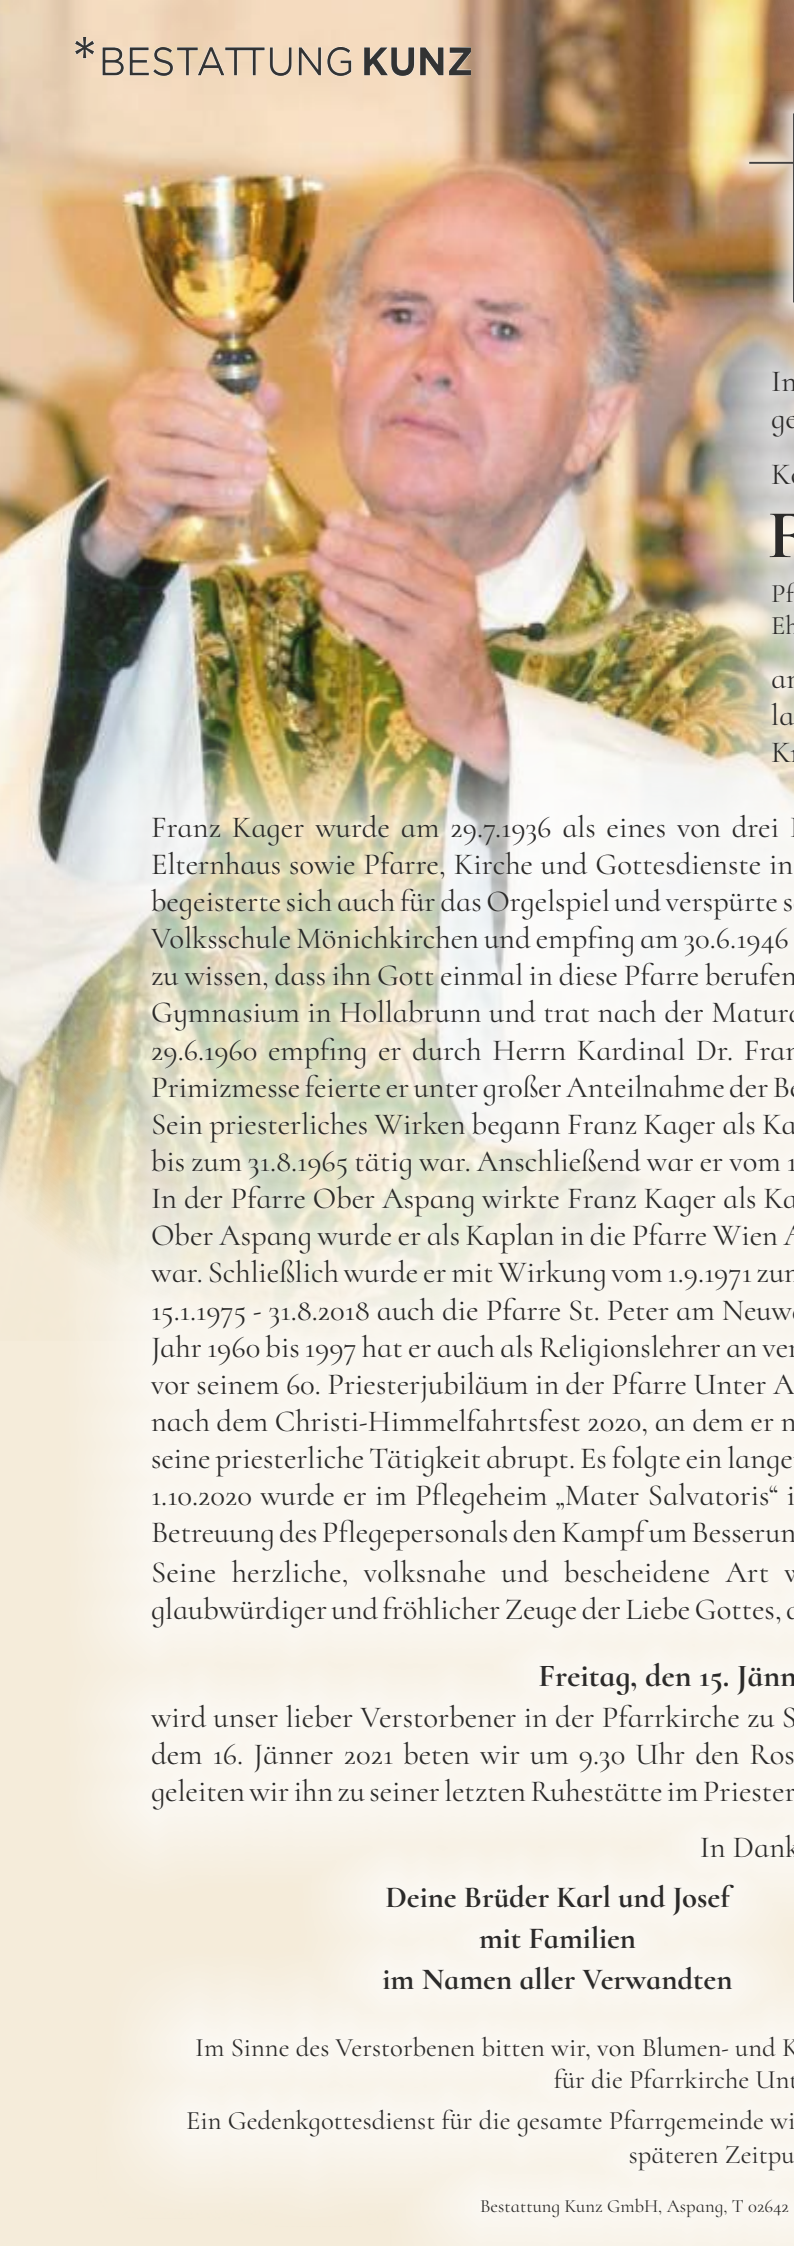 *BESTATTUNG KUNZ
In
ge
Pf
Eh
la
Franz Kager wurde am 29.7.1936 als eines von drei
Elternhaus sowie Pfarre, Kirche und Gottesdienste in
begeisterte sich auch für das Orgelspiel und verspürte s
Volksschule Mönichkirchen und empfing am 30.6.1946
zu wissen, dass ihn Gott einmal in diese Pfarre berufen
Gymnasium in Hollabrunn und trat nach der Matura
29.6.1960 empfing er durch Herrn Kardinal Dr. Fran
Primizmesse feierte er unter großer Anteilnahme der Be
Sein priesterliches Wirken begann Franz Kager als Ka
bis zum 31.8.1965 tätig war. Anschließend war er vom 1
In der Pfarre Ober Aspang wirkte Franz Kager als Ka
Ober Aspang wurde er als Kaplan in die Pfarre Wien A
war. Schließlich wurde er mit Wirkung vom 1.9.1971 zu
15.1.1975 - 31.8.2018 auch die Pfarre St. Peter am Neuw
Jahr 1960 bis 1997 hat er auch als Religionslehrer an ver
vor seinem 60. Priesterjubiläum in der Pfarre Unter A
nach dem Christi-Himmelfahrtsfest 2020, an dem er
seine priesterliche Tätigkeit abrupt. Es folgte ein lange
1.10.2020 wurde er im Pflegeheim „Mater Salvatoris“ i
Betreuung des Pflegepersonals den Kampf um Besserun
Seine herzliche, volksnahe und bescheidene Art
glaubwürdiger und fröhlicher Zeuge der Liebe Gottes,
Freitag, den 15. Jänn
wird unser lieber Verstorbener in der Pfarrkirche zu S
dem 16. Jänner 2021 beten wir um 9.30 Uhr den Ros
geleiten wir ihn zu seiner letzten Ruhestätte im Priester
In Dank
Deine Brüder Karl und Josef
mit Familien
im Namen aller Verwandten
Im Sinne des Verstorbenen bitten wir, von Blumen- und K
für die Pfarrkirche Unt
Ein Gedenkgottesdienst für die gesamte Pfarrgemeinde wi
späteren Zeitpu
Bestattung Kunz GmbH, Aspang, T 02642